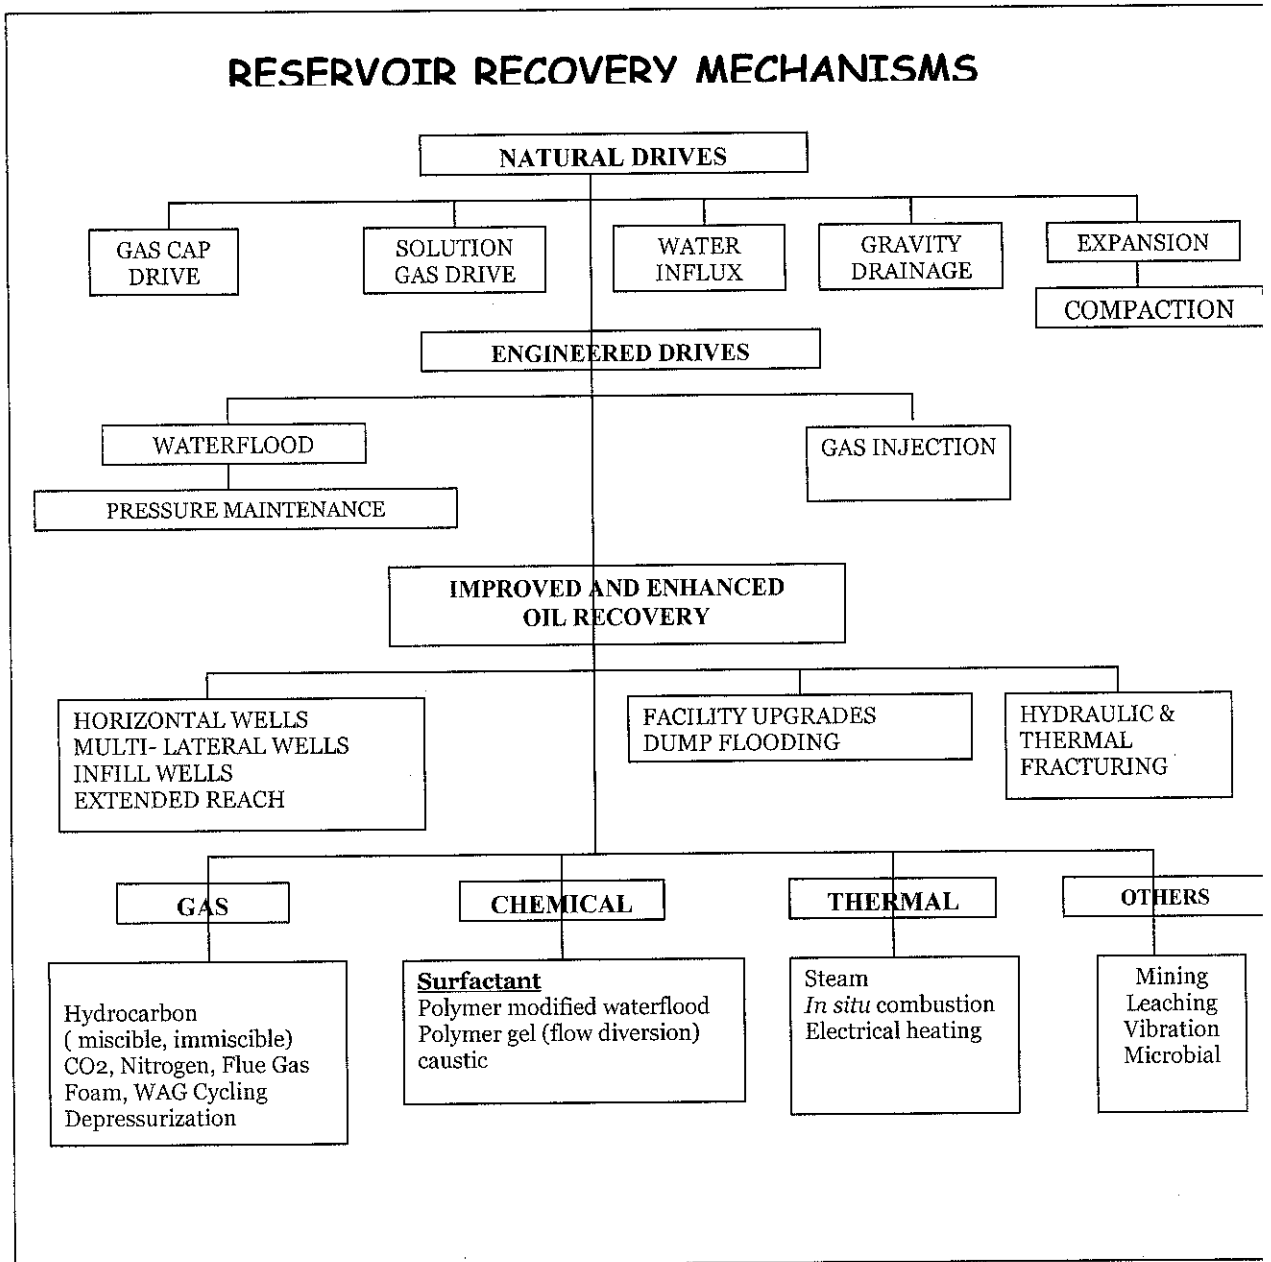 RESERVOIR RECOVERY MECHANISMS
NATURAL DRIVES
GAS CAP
DRIVE
SOLUTION
GAS DRIVE
WATER
INFLUX
GRAVITY
DRAINAGE
EXPANSION
COMPACTION
ENGINEERED DRIVES
WATERFLOOD
PRESSURE MAINTENANCE
GAS INJECTION
IMPROVED AND ENHANCED
OIL RECOVERY
HORIZONTAL WELLS
MULTI- LATERAL WELLS
INFILL WELLS
EXTENDED REACH
FACILITY UPGRADES
DUMP FLOODING
HYDRAULIC &
THERMAL
FRACTURING
GAS
Hydrocarbon
( miscible, immiscible)
CO2, Nitrogen, Flue Gas
Foam, WAG Cycling
Depressurization
CHEMICAL
Surfactant
Polymer modified waterflood
Polymer gel (flow diversion)
caustic
THERMAL
Steam
In situ combustion
Electrical heating
OTHERS
Mining
Leaching
Vibration
Microbial